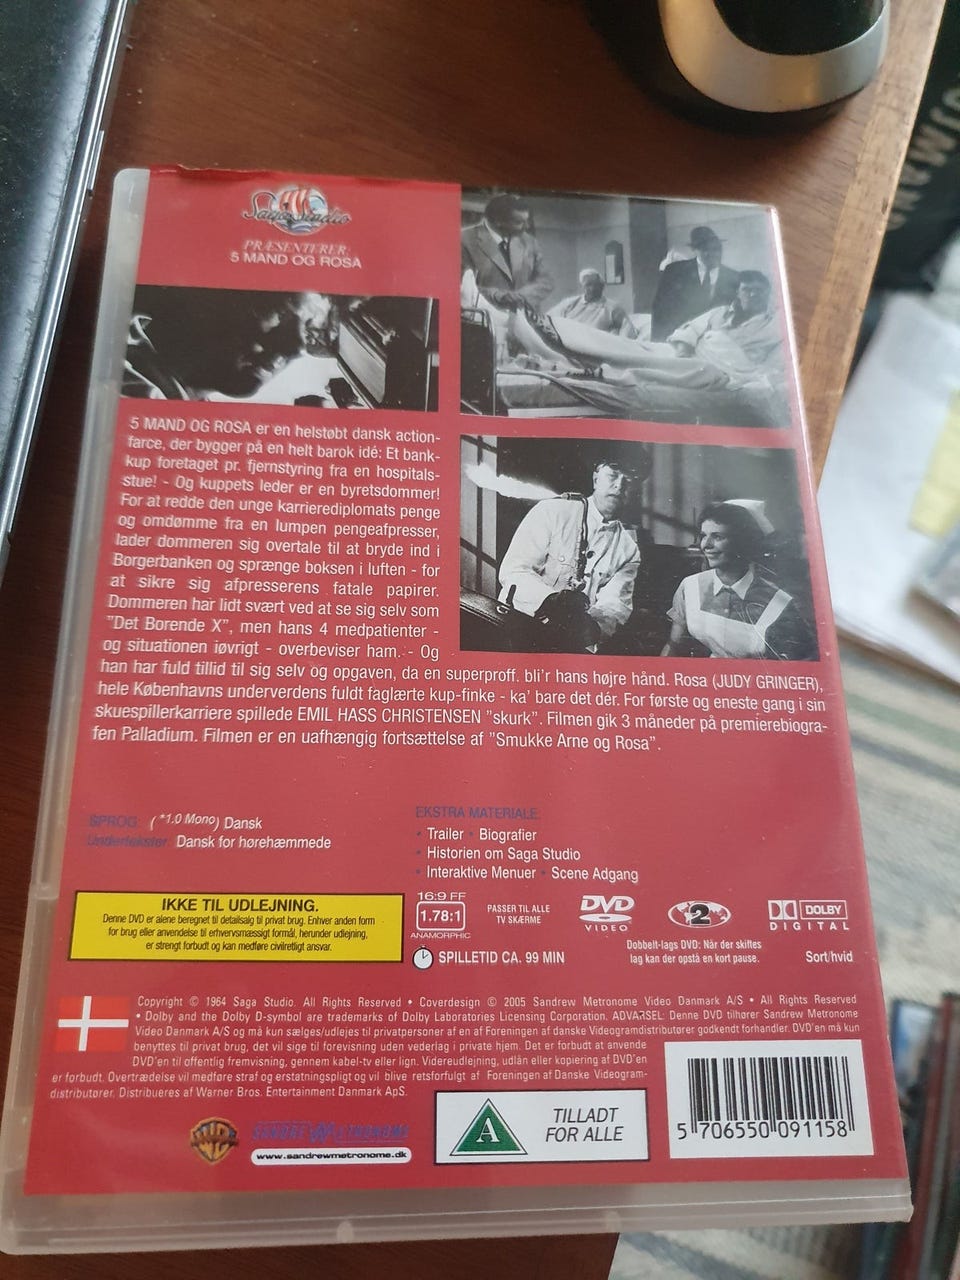 Saga Studio
PRÆSENTERER:
5 MAND OG ROSA
5 MAND OG ROSA er en helstøbt dansk action-
farce, der bygger på en helt barok idé: Et bank-
kup foretaget pr. fjernstyring fra en hospitals-
stue! - Og kuppets leder er en byretsdommer!
For at redde den unge karrierediplomats penge
og omdømme fra en lumpen pengeafpresser,
lader dommeren sig overtale til at bryde ind i
Borgerbanken og sprænge boksen i luften - for
at sikre sig afpresserens fatale papirer.
Dommeren har lidt svært ved at se sig selv som
"Det Borende X", men hans 4 medpatienter -
og situationen iøvrigt - overbeviser ham. - Og
han har fuld tillid til sig selv og opgaven, da en superproff. bli'r hans højre hånd. Rosa (JUDY GRINGER),
hele Københavns underverdens fuldt faglærte kup-finke - ka' bare det dér. For første og eneste gang i sin
skuespillerkarriere spillede EMIL HASS CHRISTENSEN "skurk". Filmen gik 3 måneder på premierebiogra-
fen Palladium. Filmen er en uafhængig fortsættelse af "Smukke Arne og Rosa".
SPROG: (*1.0 Mono) Dansk
Undertekster: Dansk for hørehæmmede
EKSTRA MATERIALE:
• Trailer • Biografier
• Historien om Saga Studio
• Interaktive Menuer • Scene Adgang
IKKE TIL UDLEJNING.
Denne DVD er alene beregnet til detailsalg til privat brug. Enhver anden form
for brug eller anvendelse til erhvervsmæssigt formål, herunder udlejning,
er strengt forbudt og kan medføre civilretligt ansvar.
16:9 FF
1.78:1
ANAMORPHIC
PASSER TIL ALLE
TV SKÆRME
DVD
VIDEO
2
DOLBY
DIGITAL
SPILLETID CA. 99 MIN
Dobbelt-lags DVD: Når der skiftes
lag kan der opstå en kort pause.
Sort/hvid
Copyright © 1964 Saga Studio. All Rights Reserved • Coverdesign © 2005 Sandrew Metronome Video Danmark A/S • All Rights Reserved
• Dolby and the Dolby D-symbol are trademarks of Dolby Laboratories Licensing Corporation. ADVARSEL: Denne DVD tilhører Sandrew Metronome
Video Danmark A/S og må kun sælges/udlejes til privatpersoner af en af Foreningen af danske Videogramdistributører godkendt forhandler. DVD'en må kun
benyttes til privat brug, det vil sige til forevisning uden vederlag i private hjem. Det er forbudt at anvende
DVD'en til offentlig fremvisning, gennem kabel-tv eller lign. Videreudlejning, udlån eller kopiering af DVD'en
er forbudt. Overtrædelse vil medføre straf og erstatningspligt og vil blive retsforfulgt af Foreningen af Danske Videogram-
distributører. Distribueres af Warner Bros. Entertainment Danmark ApS.
WB
SANDREW METRONOME
www.sandrewmetronome.dk
A
TILLADT
FOR ALLE
5 706550 091158